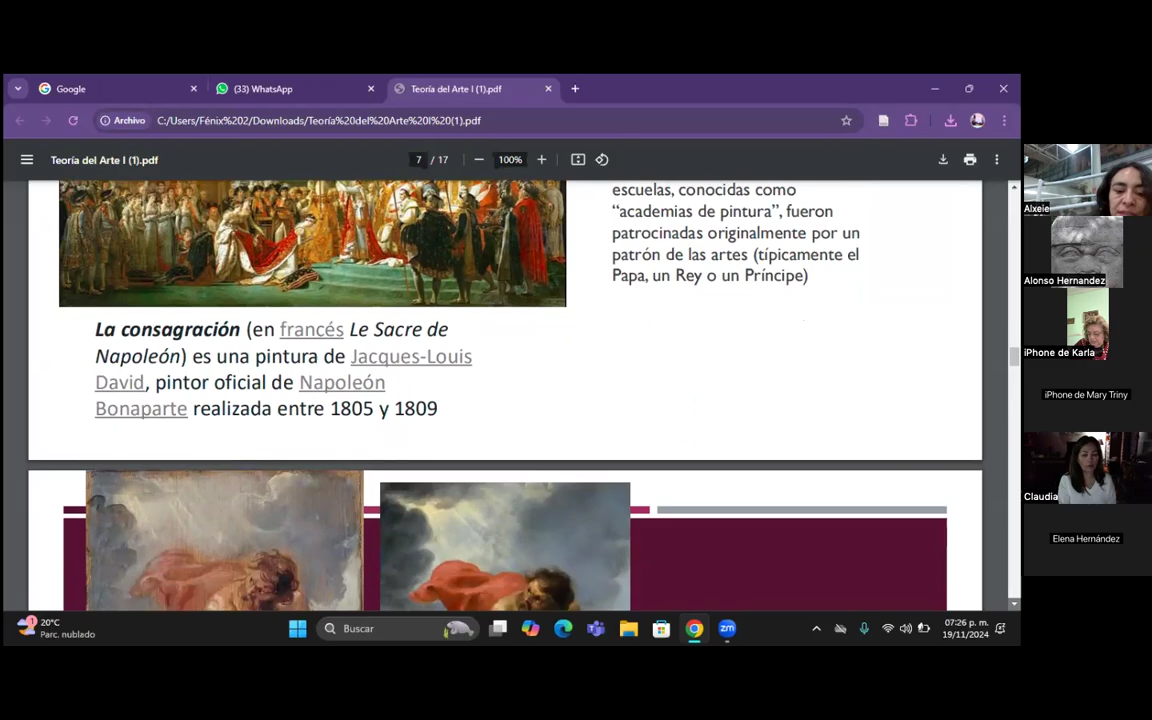 Google
(33) WhatsApp
Teoría del Arte I (1).pdf
Archivo
C:/Users/Fénix%202/Downloads/Teoría%20del%20Arte%20I%20(1).pdf
Teoría del Arte I (1).pdf
7 / 17
100%
escuelas, conocidas como
“academias de pintura”, fueron
patrocinadas originalmente por un
patrón de las artes (típicamente el
Papa, un Rey o un Príncipe)
La consagración (en francés Le Sacre de
Napoleón) es una pintura de Jacques-Louis
David, pintor oficial de Napoleón
Bonaparte realizada entre 1805 y 1809
Alxeie
Alonso Hernandez
iPhone de Karla
iPhone de Mary Triny
Claudia
Elena Hernández
1
20°C
Parc. nublado
Buscar
zm
07:26 p. m.
19/11/2024